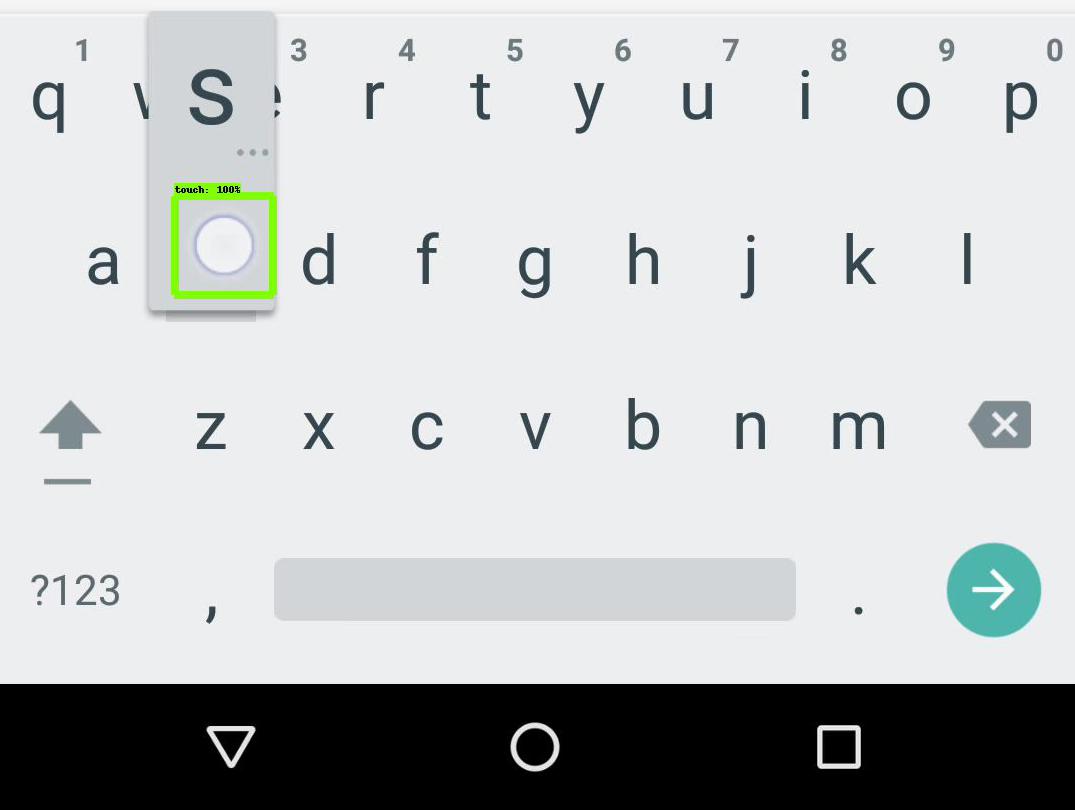 1 3 4 5 6 7 8 9 0
q w S e r t y u i o p
touch: 100%
a d f g h j k l
z x c v b n m
?123 , .